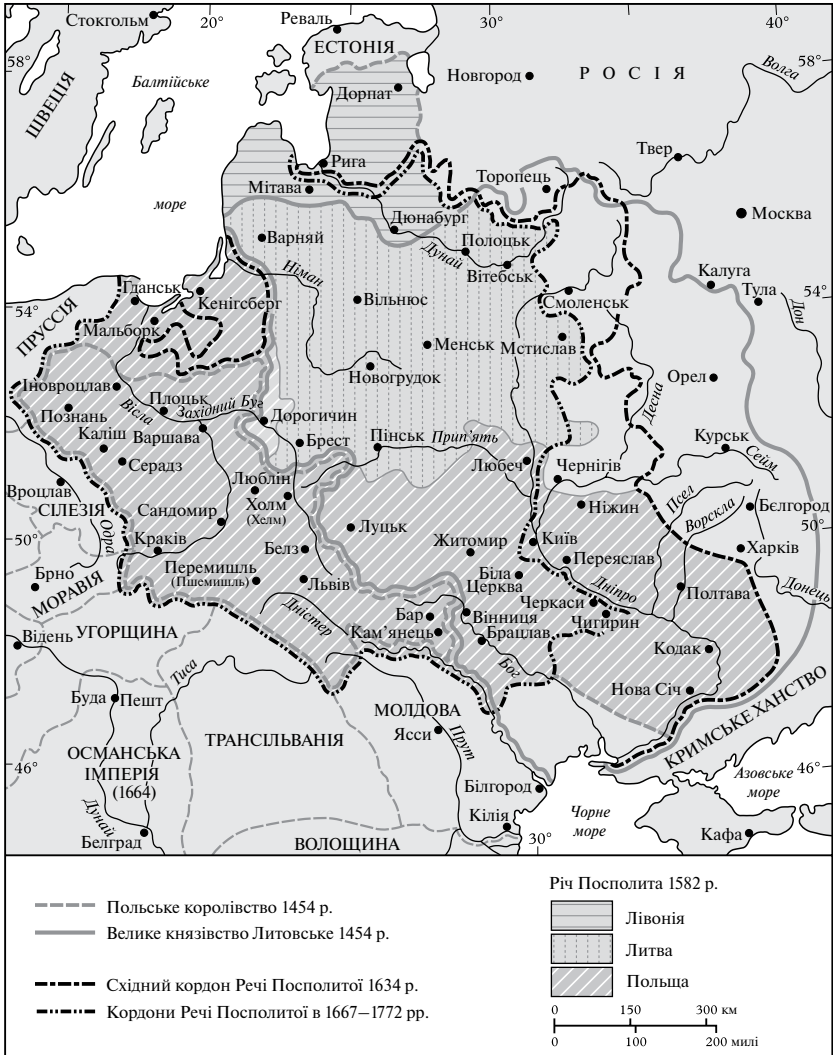 Стокгольм
20°
Реваль
30°
40°
ЕСТОНІЯ
58°
Новгород
РОСІЯ
58°
Волга
Балтійське
Дорпат
ШВЕЦІЯ
Твер
Рига
Торопець
Мітава
море
Дюнабург
Москва
Варняй
Полоцьк
Дунай
Німан
Вітебськ
Калуга
Гданськ
Кенігсберг
Вільнюс
Смоленськ
Тула
54°
54°
Дон
ПРУССІЯ
Мальборк
Менськ
Мстислав
Новогрудок
Орел
Іновроцлав
Плоцьк
Західний Буг
Десна
Вісла
Дорогичин
Познань
Каліш
Варшава
Брест
Пінськ
Прип'ять
Курськ
Серадз
Любеч
Чернігів
Сейм
Люблін
Вроцлав
Холм
(Хелм)
Псел
СІЛЕЗІЯ
Сандомир
Ніжин
Ворскла
Бєлгород
50°
Одра
Луцьк
50°
Краків
Белз
Житомир
Київ
Харків
Переяслав
Брно
Перемишль
(Пшемишль)
Львів
Біла
Церква
Дніпро
Донець
МОРАВІЯ
Полтава
Дністер
Бар
Черкаси
УГОРЩИНА
Вінниця
Чигирин
Відень
Кам'янець
Брацлав
Кодак
Тиса
Бог
Нова Січ
Буда
Пешт
МОЛДОВА
КРИМСЬКЕ ХАНСТВО
ТРАНСІЛЬВАНІЯ
Ясси
Прут
ОСМАНСЬКА
ІМПЕРІЯ
(1664)
46°
46°
Азовське
море
Білгород
Дунай
Чорне
море
Кілія
Белград
Кафа
ВОЛОЩИНА
30°
Польське королівство 1454 р.
Велике князівство Литовське 1454 р.
Східний кордон Речі Посполитої 1634 р.
Кордони Речі Посполитої в 1667–1772 рр.
Річ Посполита 1582 р.
Лівонія
Литва
Польща
0 150 300 км
0 100 200 милі